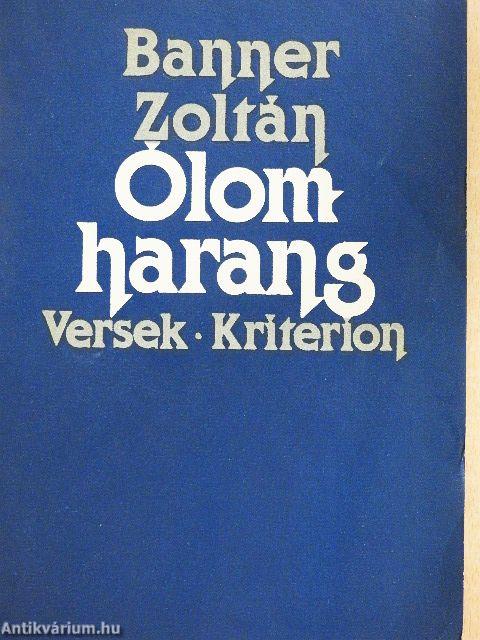 Banner
Zoltán
Ólom-
harang
Versek · Kriterion
Antikvárium.hu